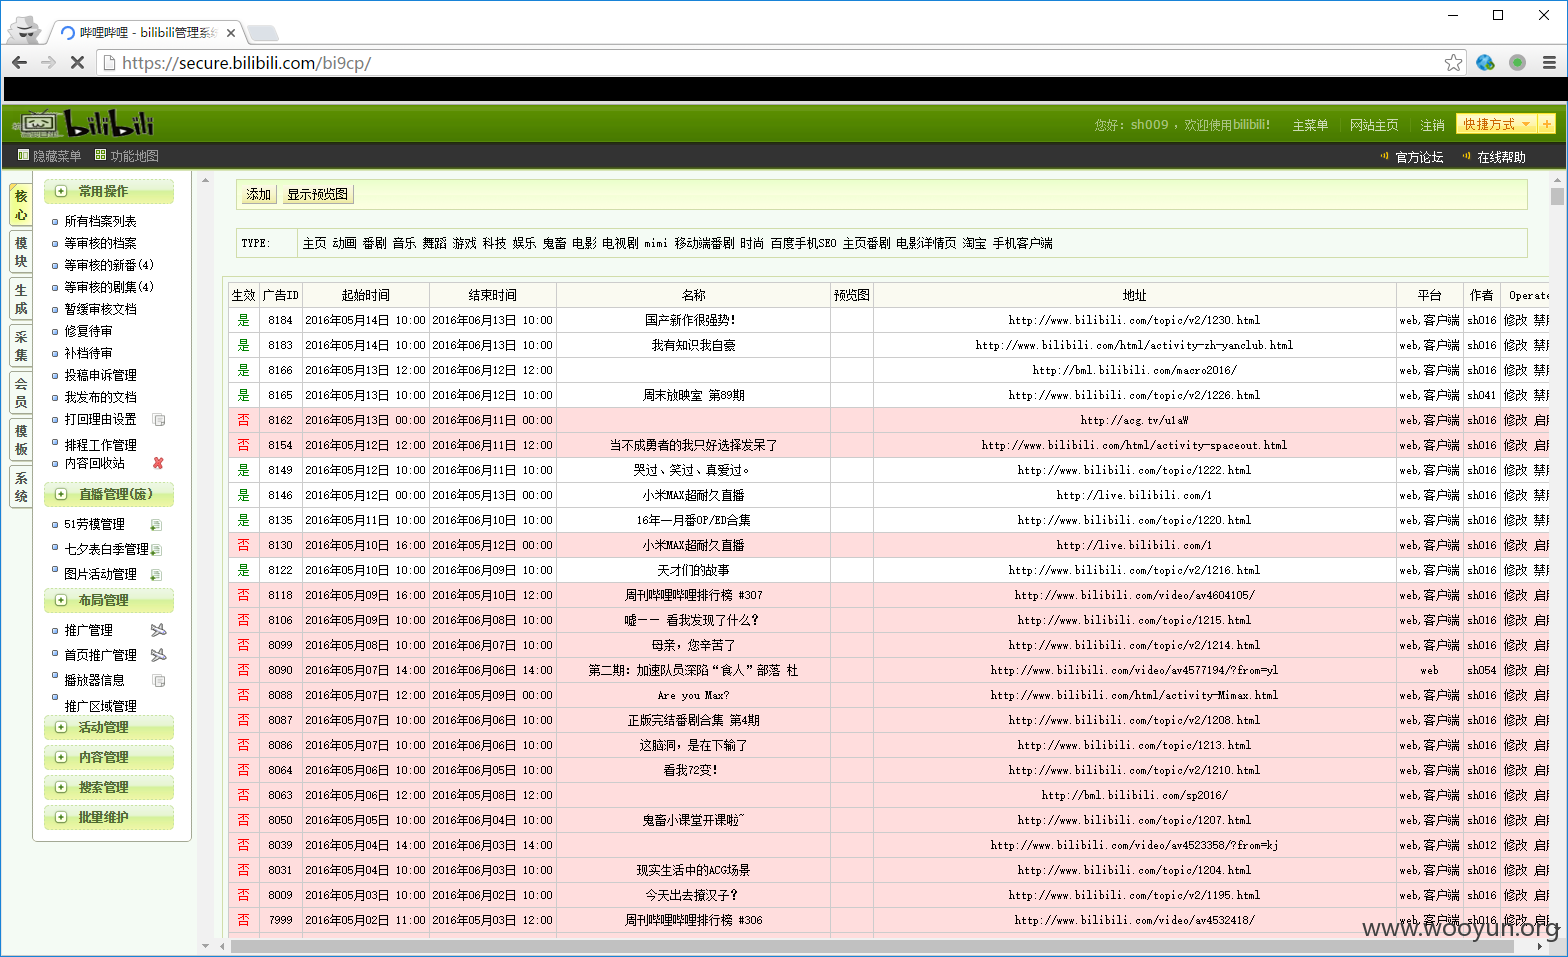 哔哩哔哩 - bilibili管理系统
https://secure.bilibili.com/bi9cp/
bilibili
您好：sh009 ，欢迎使用bilibili！ 主菜单 网站主页 注销 快捷方式
隐藏菜单 功能地图 官方论坛 在线帮助
核心
模块
生成
采集
会员
模板
系统
常用操作
所有档案列表
等审核的档案
等审核的新番(4)
等审核的剧集(4)
暂缓审核文档
修复待审
补档待审
投稿申诉管理
我发布的文档
打回理由设置
排程工作管理
内容回收站
直播管理(废)
51劳模管理
七夕表白季管理
图片活动管理
布局管理
推广管理
首页推广管理
播放器信息
推广区域管理
活动管理
内容管理
搜索管理
批量维护
添加 显示预览图
TYPE: 主页 动画 番剧 音乐 舞蹈 游戏 科技 娱乐 鬼畜 电影 电视剧 mimi 移动端番剧 时尚 百度手机SEO 主页番剧 电影详情页 淘宝 手机客户端
生效 广告ID 起始时间 结束时间 名称 预览图 地址 平台 作者 Operate
是 8184 2016年05月14日 10:00 2016年06月13日 10:00 国产新作很强势！ http://www.bilibili.com/topic/v2/1230.html web,客户端 sh016 修改 禁用
是 8183 2016年05月14日 10:00 2016年06月13日 10:00 我有知识我自豪 http://www.bilibili.com/html/activity-zh-yanclub.html web,客户端 sh016 修改 禁用
是 8166 2016年05月13日 12:00 2016年06月12日 12:00 http://bml.bilibili.com/macro2016/ web,客户端 sh016 修改 禁用
是 8165 2016年05月13日 12:00 2016年06月12日 10:00 周末放映室 第89期 http://www.bilibili.com/topic/v2/1226.html web,客户端 sh041 修改 禁用
否 8162 2016年05月13日 00:00 2016年06月11日 00:00 http://acg.tv/u1aW web,客户端 sh016 修改 启用
否 8154 2016年05月12日 12:00 2016年06月11日 12:00 当不成勇者的我只好选择发呆了 http://www.bilibili.com/html/activity-spaceout.html web,客户端 sh016 修改 启用
是 8149 2016年05月12日 10:00 2016年06月11日 10:00 哭过、笑过、真爱过。 http://www.bilibili.com/topic/1222.html web,客户端 sh016 修改 禁用
是 8146 2016年05月12日 00:00 2016年05月13日 00:00 小米MAX超耐久直播 http://live.bilibili.com/1 web,客户端 sh016 修改 禁用
是 8135 2016年05月11日 10:00 2016年06月10日 10:00 16年一月番OP/ED合集 http://www.bilibili.com/topic/1220.html web,客户端 sh016 修改 禁用
否 8130 2016年05月10日 16:00 2016年05月12日 00:00 小米MAX超耐久直播 http://live.bilibili.com/1 web,客户端 sh016 修改 启用
是 8122 2016年05月10日 10:00 2016年06月09日 10:00 天才们的故事 http://www.bilibili.com/topic/v2/1216.html web,客户端 sh016 修改 禁用
否 8118 2016年05月09日 16:00 2016年05月10日 12:00 周刊哔哩哔哩排行榜 #307 http://www.bilibili.com/video/av4604105/ web,客户端 sh016 修改 启用
否 8106 2016年05月09日 10:00 2016年06月08日 10:00 嘘—— 看我发现了什么？ http://www.bilibili.com/topic/1215.html web,客户端 sh016 修改 启用
否 8099 2016年05月08日 10:00 2016年06月07日 10:00 母亲，您辛苦了 http://www.bilibili.com/topic/v2/1214.html web,客户端 sh016 修改 启用
否 8090 2016年05月07日 14:00 2016年06月06日 14:00 第二期：加速队员深陷“食人”部落 杜 http://www.bilibili.com/video/av4577194/?from=yl web sh054 修改 启用
否 8088 2016年05月07日 12:00 2016年05月09日 00:00 Are you Max? http://www.bilibili.com/html/activity-Mimax.html web,客户端 sh016 修改 启用
否 8087 2016年05月07日 10:00 2016年06月06日 10:00 正版完结番剧合集 第4期 http://www.bilibili.com/topic/v2/1208.html web,客户端 sh016 修改 启用
否 8086 2016年05月07日 10:00 2016年06月06日 10:00 这脑洞，是在下输了 http://www.bilibili.com/topic/v2/1213.html web,客户端 sh016 修改 启用
否 8064 2016年05月06日 10:00 2016年06月05日 10:00 看我72变！ http://www.bilibili.com/topic/v2/1210.html web,客户端 sh016 修改 启用
否 8063 2016年05月06日 12:00 2016年05月08日 12:00 http://bml.bilibili.com/sp2016/ web,客户端 sh016 修改 启用
否 8050 2016年05月05日 10:00 2016年06月04日 10:00 鬼畜小课堂开课啦~ http://www.bilibili.com/topic/1207.html web,客户端 sh016 修改 启用
否 8039 2016年05月04日 14:00 2016年06月03日 14:00 http://www.bilibili.com/video/av4523358/?from=kj web,客户端 sh012 修改 启用
否 8031 2016年05月04日 10:00 2016年06月03日 10:00 现实生活中的ACG场景 http://www.bilibili.com/topic/1204.html web,客户端 sh016 修改 启用
否 8009 2016年05月03日 10:00 2016年06月02日 10:00 今天出去撩汉子？ http://www.bilibili.com/topic/v2/1195.html web,客户端 sh016 修改 启用
否 7999 2016年05月02日 11:00 2016年05月03日 12:00 周刊哔哩哔哩排行榜 #306 http://www.bilibili.com/video/av4532418/ web,客户端 sh016 修改 启用
www.wooyun.org